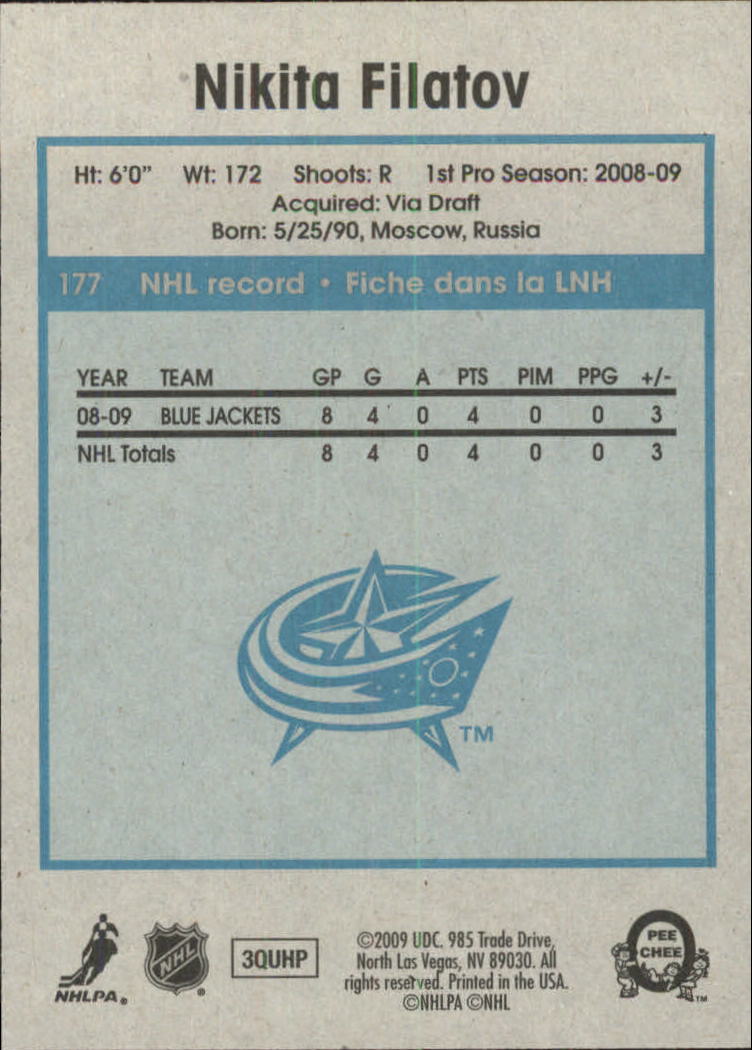 Nikita Filatov
Ht: 6'0" Wt: 172 Shoots: R 1st Pro Season: 2008-09
Acquired: Via Draft
Born: 5/25/90, Moscow, Russia
177 NHL record • Fiche dans la LNH
YEAR TEAM GP G A PTS PIM PPG +/-
08-09 BLUE JACKETS 8 4 0 4 0 0 3
NHL Totals 8 4 0 4 0 0 3
TM
NHLPA®
NHL®
3QUHP
©2009 UDC. 985 Trade Drive,
North Las Vegas, NV 89030. All
rights reserved. Printed in the USA.
©NHLPA ©NHL
O
PEE
CHEE
TM